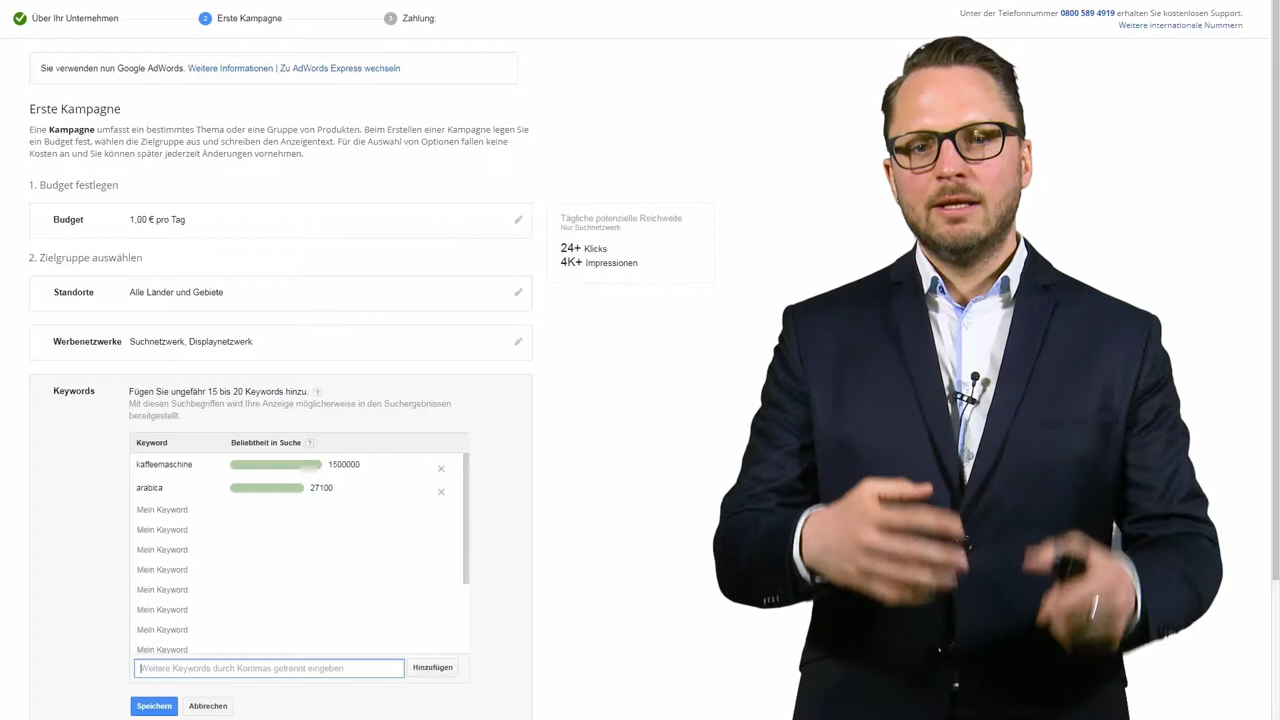 Über Ihr Unternehmen
2 Erste Kampagne
3 Zahlung:
Unter der Telefonnummer 0800 589 4919 erhalten Sie kostenlosen Support.
Weitere internationale Nummern
Sie verwenden nun Google AdWords. Weitere Informationen | Zu AdWords Express wechseln
Erste Kampagne
Eine Kampagne umfasst ein bestimmtes Thema oder eine Gruppe von Produkten. Beim Erstellen einer Kampagne legen Sie
ein Budget fest, wählen die Zielgruppe aus und schreiben den Anzeigentext. Für die Auswahl von Optionen fallen keine
Kosten an und Sie können später jederzeit Änderungen vornehmen.
1. Budget festlegen
Budget 1,00 € pro Tag
Tägliche potenzielle Reichweite
Nur Suchnetzwerk
24+ Klicks
4K+ Impressionen
2. Zielgruppe auswählen
Standorte Alle Länder und Gebiete
Werbenetzwerke Suchnetzwerk, Displaynetzwerk
Keywords Fügen Sie ungefähr 15 bis 20 Keywords hinzu. ?
Mit diesen Suchbegriffen wird Ihre Anzeige möglicherweise in den Suchergebnissen
bereitgestellt.
Keyword Beliebtheit in Suche ?
kaffeemaschine 1500000
arabica 27100
Mein Keyword
Mein Keyword
Mein Keyword
Mein Keyword
Mein Keyword
Mein Keyword
Mein Keyword
Mein Keyword
Weitere Keywords durch Kommas getrennt eingeben Hinzufügen
Speichern Abbrechen